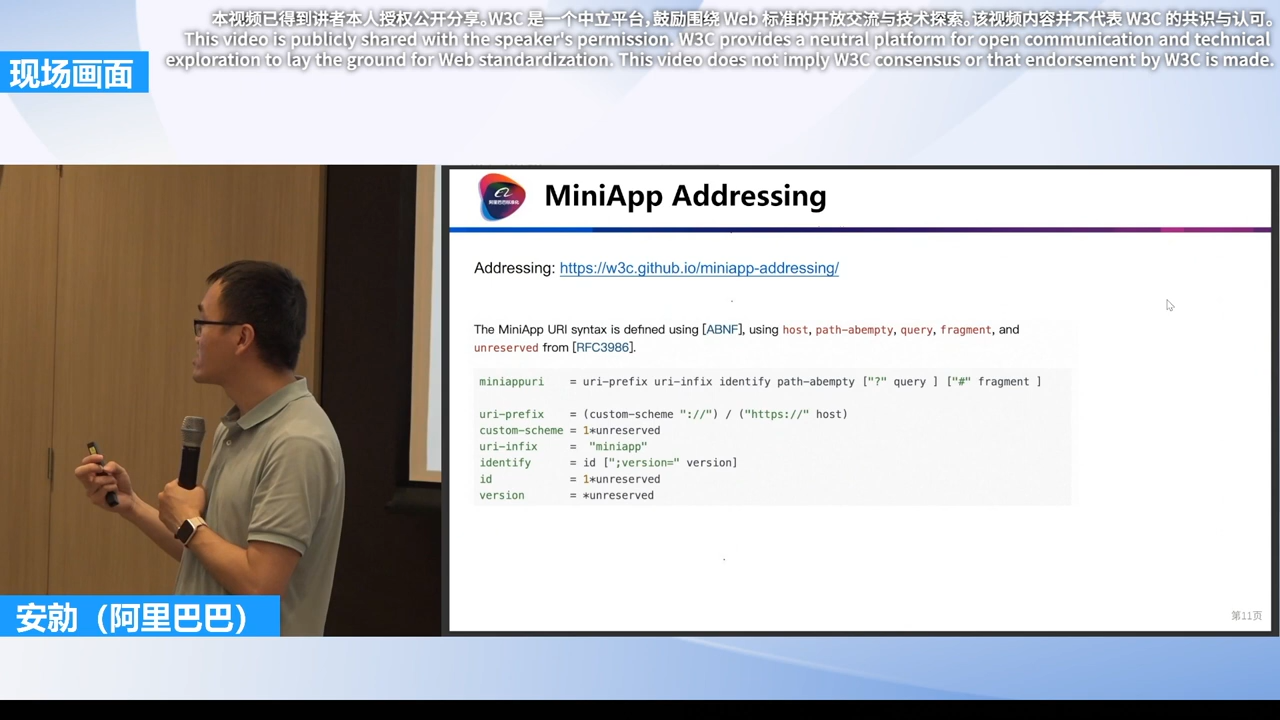 本视频已得到讲者本人授权公开分享。W3C 是一个中立平台，鼓励围绕 Web 标准的开放交流与技术探索。该视频内容并不代表 W3C 的共识与认可。
This video is publicly shared with the speaker's permission. W3C provides a neutral platform for open communication and technical
exploration to lay the ground for Web standardization. This video does not imply W3C consensus or that endorsement by W3C is made.
现场画面
MiniApp Addressing
Addressing: https://w3c.github.io/miniapp-addressing/
The MiniApp URI syntax is defined using [ABNF], using host, path-abempty, query, fragment, and
unreserved from [RFC3986].
miniappuri = uri-prefix uri-infix identify path-abempty ["?" query ] ["#" fragment ]
uri-prefix = (custom-scheme "://") / ("https://" host)
custom-scheme = 1*unreserved
uri-infix = "miniapp"
identify = id [";version=" version]
id = 1*unreserved
version = *unreserved
第11页
安勍（阿里巴巴）